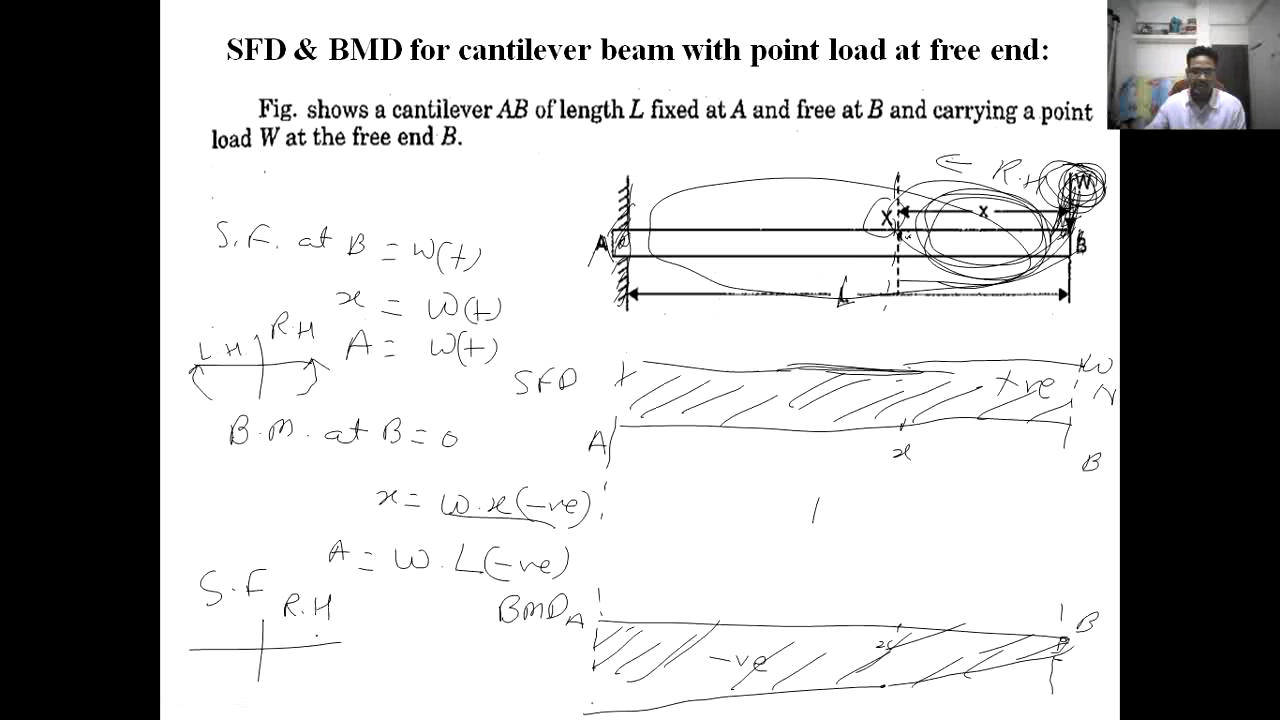 SFD & BMD for cantilever beam with point load at free end:
Fig. shows a cantilever AB of length L fixed at A and free at B and carrying a point
load W at the free end B.
R.H
W
X
x
A
B
L
S.F. at B = W(+)
x = W(+)
A = W(+)
L.H.
R.H
SFD
+ve
W
A
x
B
B.M. at B = 0
x = W.x(-ve)
A = W.L(-ve)
S.F
R.H
BMD
A
B
x
-ve